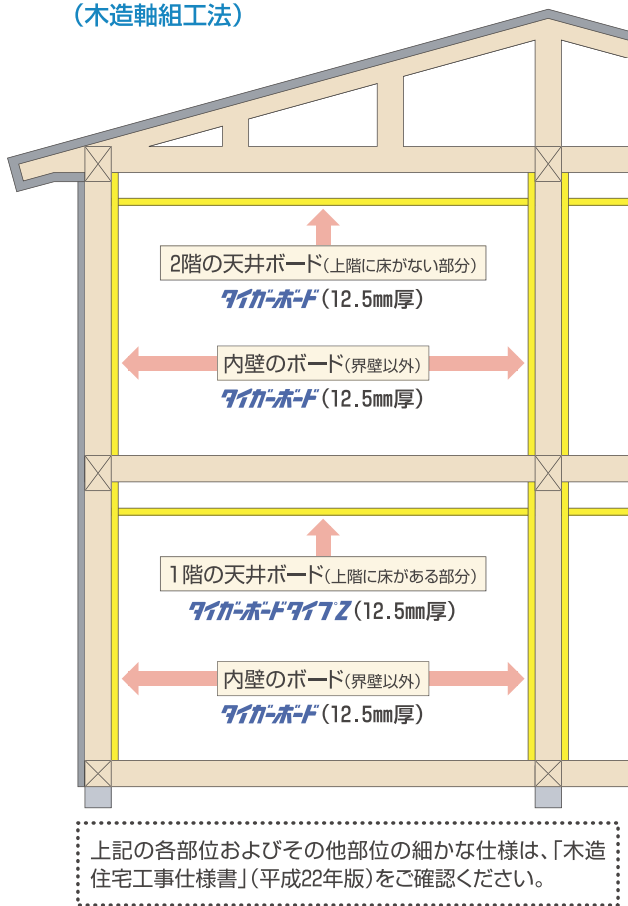 (木造軸組工法)
2階の天井ボード(上階に床がない部分)
タイガーボード(12.5mm厚)
内壁のボード(界壁以外)
タイガーボード(12.5mm厚)
1階の天井ボード(上階に床がある部分)
タイガーボードタイプZ(12.5mm厚)
内壁のボード(界壁以外)
タイガーボード(12.5mm厚)
上記の各部位およびその他部位の細かな仕様は、「木造
住宅工事仕様書」(平成22年版)をご確認ください。